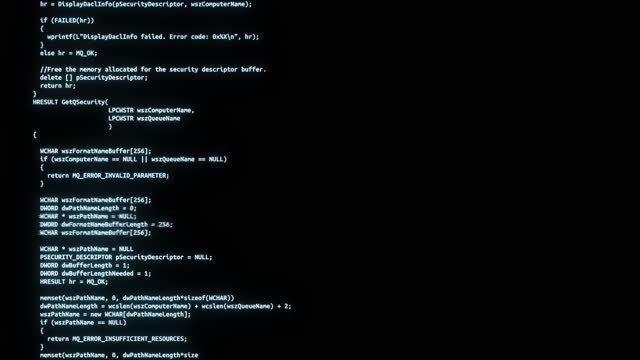 hr = DisplayDaclInfo(pSecurityDescriptor, wszComputerName);
if (FAILED(hr))
{
wprintf(L"DisplayDaclInfo failed. Error code: 0x%X\n", hr);
}
else hr = MQ_OK;
//Free the memory allocated for the security descriptor buffer.
delete [] pSecurityDescriptor;
return hr;
}
HRESULT GetQSecurity(
LPCWSTR wszComputerName,
LPCWSTR wszQueueName
)
{
WCHAR wszFormatNameBuffer[256];
if (wszComputerName == NULL || wszQueueName == NULL)
{
return MQ_ERROR_INVALID_PARAMETER;
}
WCHAR wszFormatNameBuffer[256];
DWORD dwPathNameLength = 0;
WCHAR * wszPathName = NULL;
DWORD dwFormatNameBufferLength = 256;
WCHAR wszFormatNameBuffer[256];
WCHAR * wszPathName = NULL
PSECURITY_DESCRIPTOR pSecurityDescriptor = NULL;
DWORD dwBufferLength = 1;
DWORD dwBufferLengthNeeded = 1;
HRESULT hr = MQ_OK;
memset(wszPathName, 0, dwPathNameLength*sizeof(WCHAR))
dwPathNameLength = wcslen(wszComputerName) + wcslen(wszQueueName) + 2;
wszPathName = new WCHAR[dwPathNameLength];
if (wszPathName == NULL)
{
return MQ_ERROR_INSUFFICIENT_RESOURCES;
}
memset(wszPathName, 0, dwPathNameLength*size